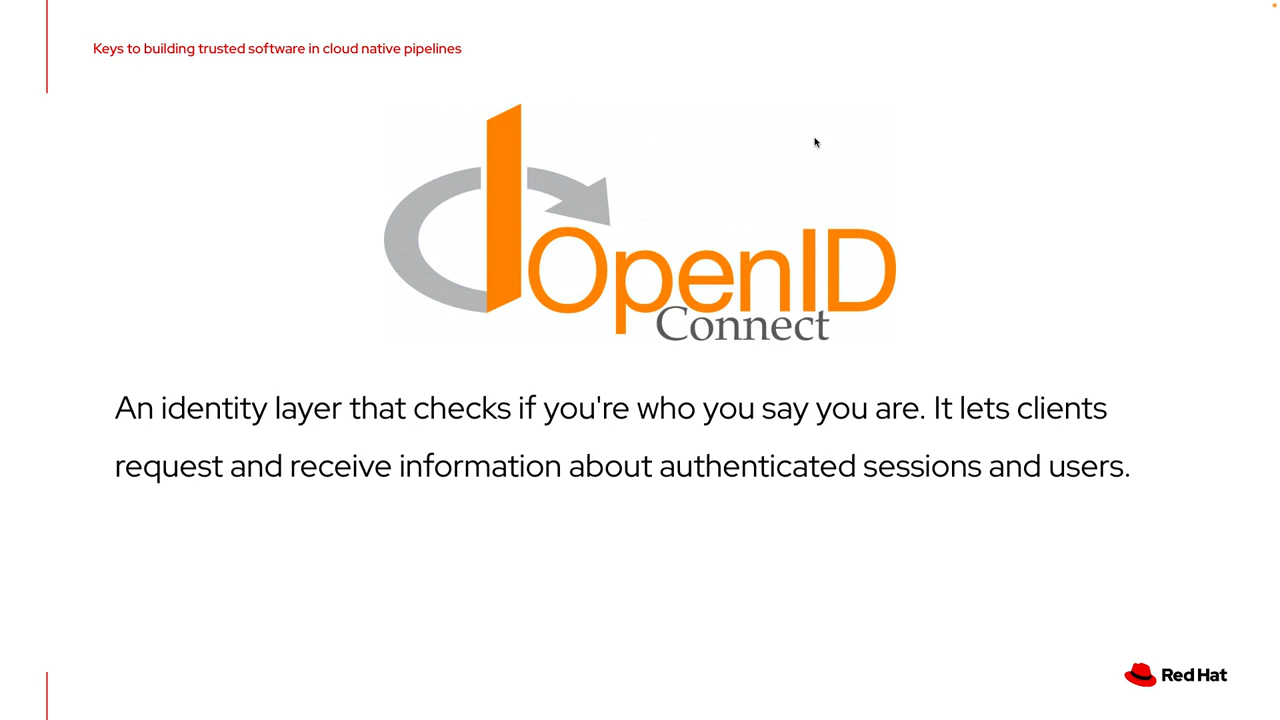 Keys to building trusted software in cloud native pipelines
OpenID
Connect
An identity layer that checks if you're who you say you are. It lets clients
request and receive information about authenticated sessions and users.
Red Hat